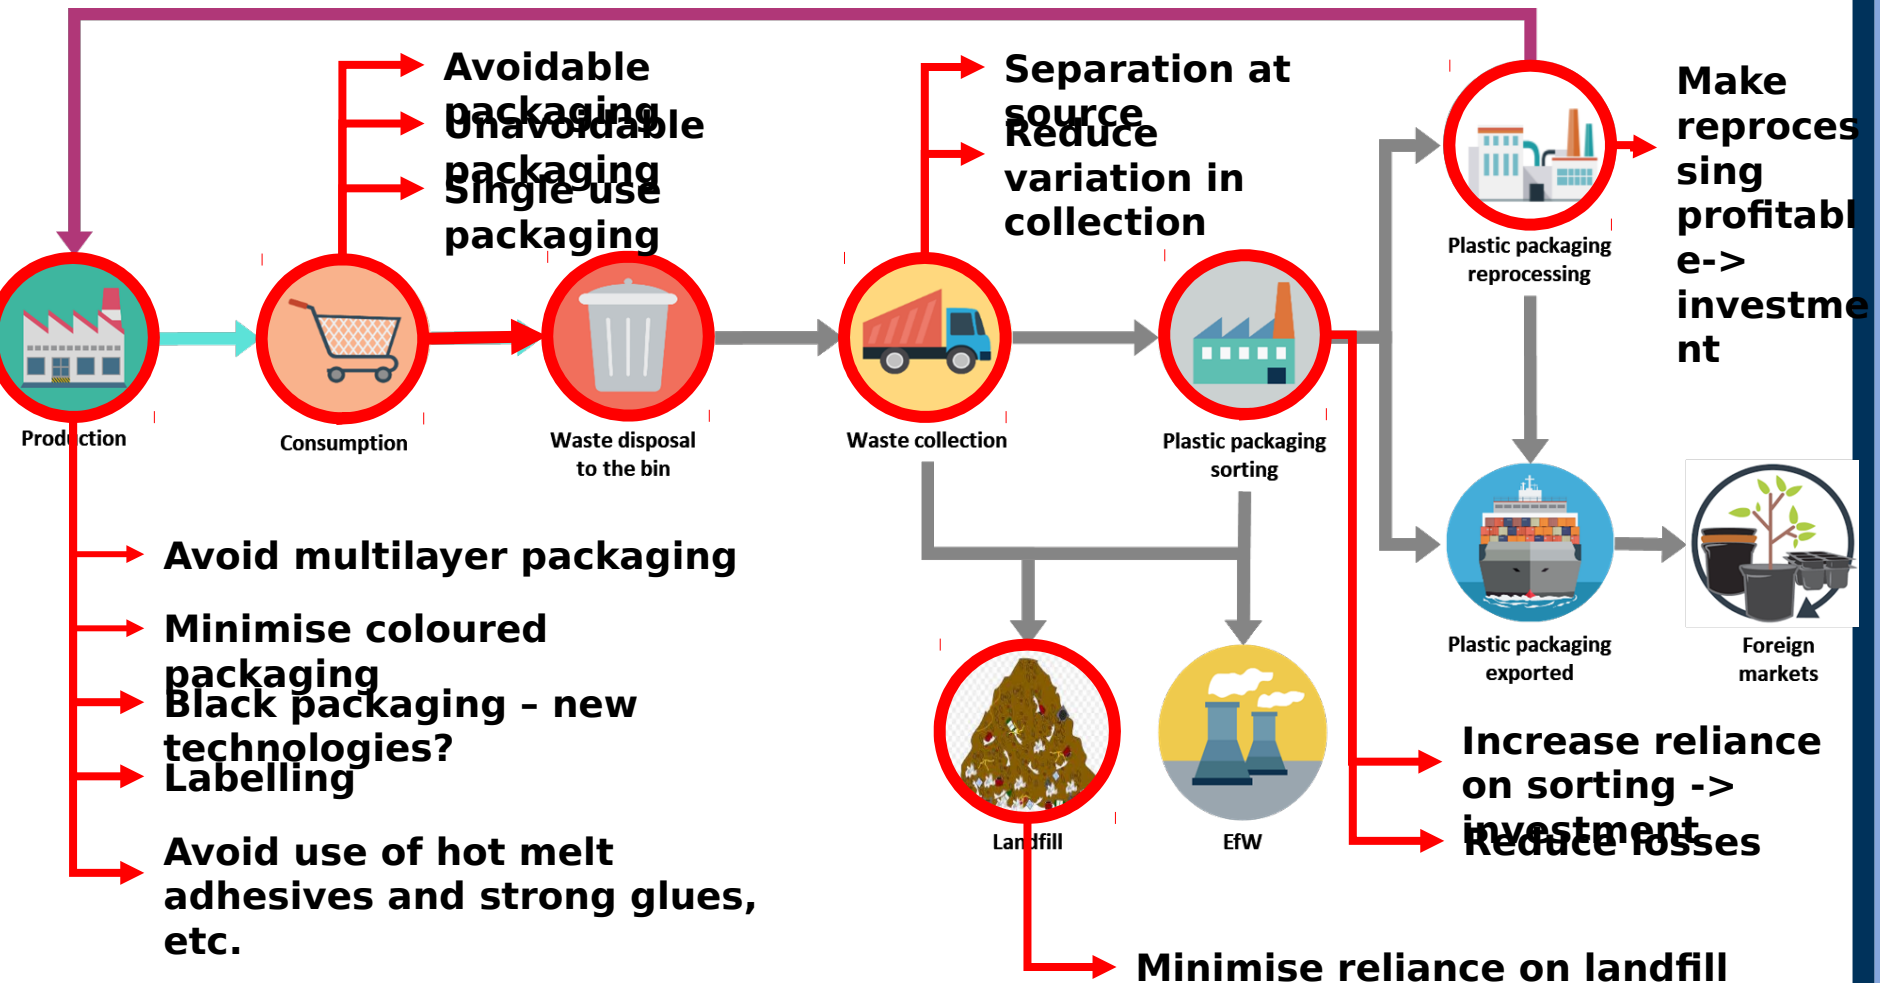 Avoidable
packaging
Unavoidable
packaging
Single use
packaging
Separation at
source
Reduce
variation in
collection
Make
reproces
sing
profitabl
e->
investme
nt
Plastic packaging
reprocessing
Production
Consumption
Waste disposal
to the bin
Waste collection
Plastic packaging
sorting
Avoid multilayer packaging
Minimise coloured
packaging
Black packaging – new
technologies?
Labelling
Avoid use of hot melt
adhesives and strong glues,
etc.
Landfill
EfW
Plastic packaging
exported
Foreign
markets
Increase reliance
on sorting ->
investment
Reduce losses
Minimise reliance on landfill